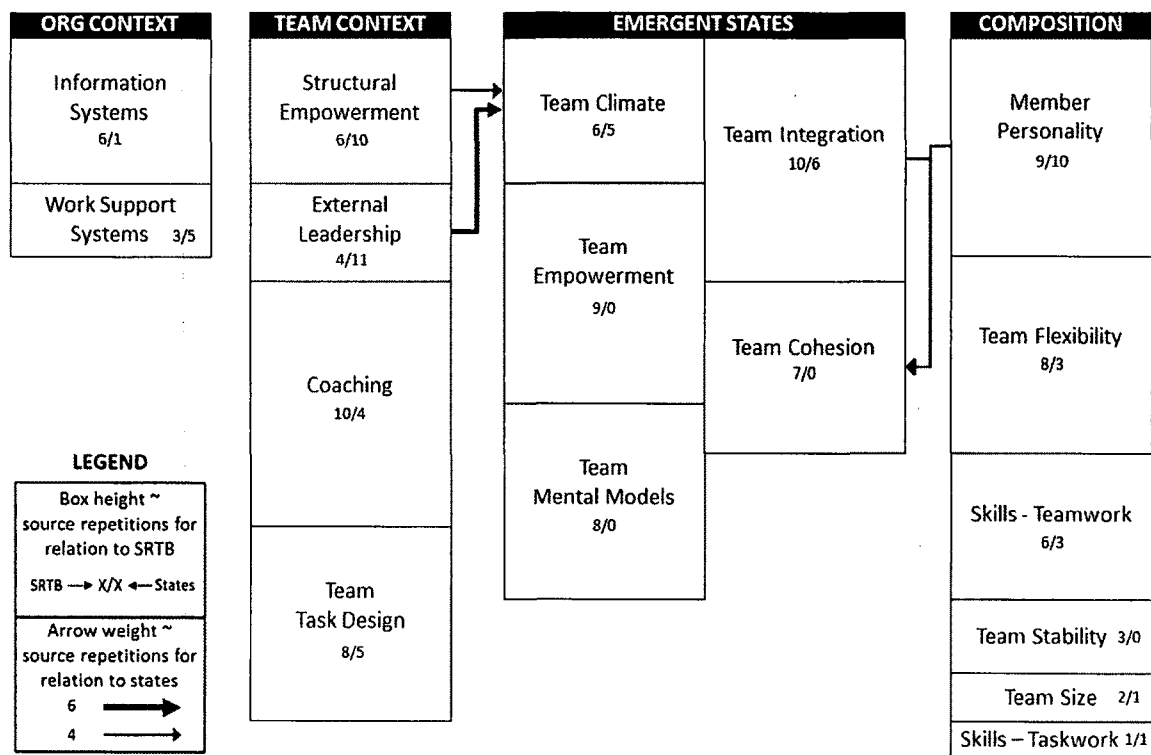 ORG CONTEXT
Information
Systems
6/1
Work Support
Systems 3/5
TEAM CONTEXT
Structural
Empowerment
6/10
External
Leadership
4/11
Coaching
10/4
Team
Task Design
8/5
EMERGENT STATES
Team Climate
6/5
Team
Empowerment
9/0
Team
Mental Models
8/0
Team Integration
10/6
Team Cohesion
7/0
COMPOSITION
Member
Personality
9/10
Team Flexibility
8/3
Skills - Teamwork
6/3
Team Stability 3/0
Team Size 2/1
Skills – Taskwork 1/1
LEGEND
Box height ~
source repetitions for
relation to SRTB
SRTB → X/X ← States
Arrow weight ~
source repetitions for
relation to states
6
4